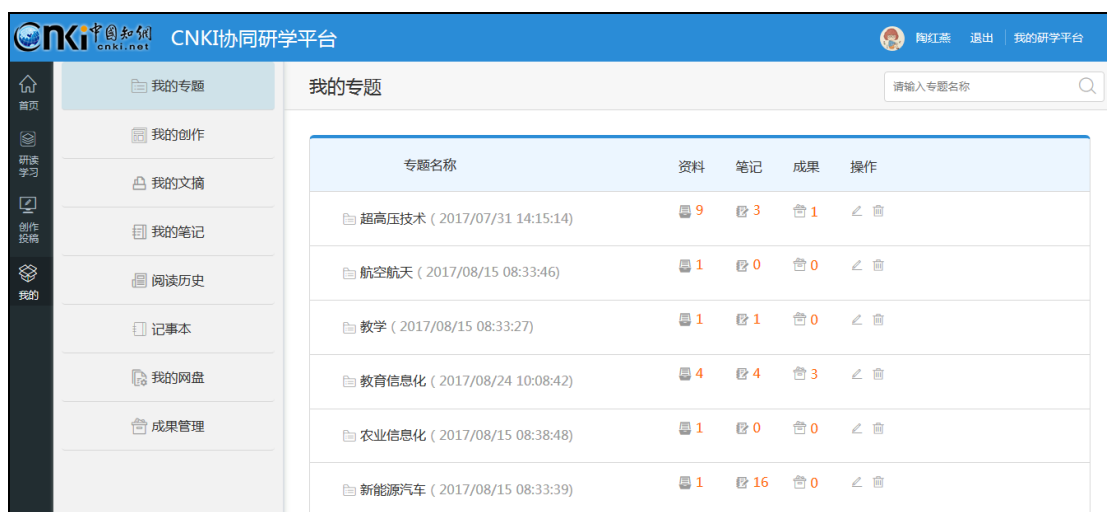 CNKI 中国知网 cnki.net CNKI协同研学平台 陶红燕 退出 我的研学平台
首页
研读
学习
创作
投稿
我的
我的专题
我的创作
我的文摘
我的笔记
阅读历史
记事本
我的网盘
成果管理
我的专题 请输入专题名称
专题名称 资料 笔记 成果 操作
超高压技术 ( 2017/07/31 14:15:14) 9 3 1
航空航天 ( 2017/08/15 08:33:46) 1 0 0
教学 ( 2017/08/15 08:33:27) 1 1 0
教育信息化 ( 2017/08/24 10:08:42) 4 4 3
农业信息化 ( 2017/08/15 08:38:48) 1 0 0
新能源汽车 ( 2017/08/15 08:33:39) 1 16 0